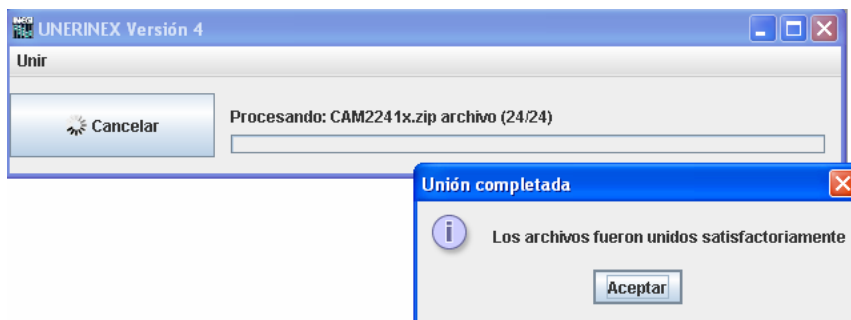 UNERINEX Versión 4
Unir
Cancelar
Procesando: CAM2241x.zip archivo (24/24)
Unión completada
Los archivos fueron unidos satisfactoriamente
Aceptar